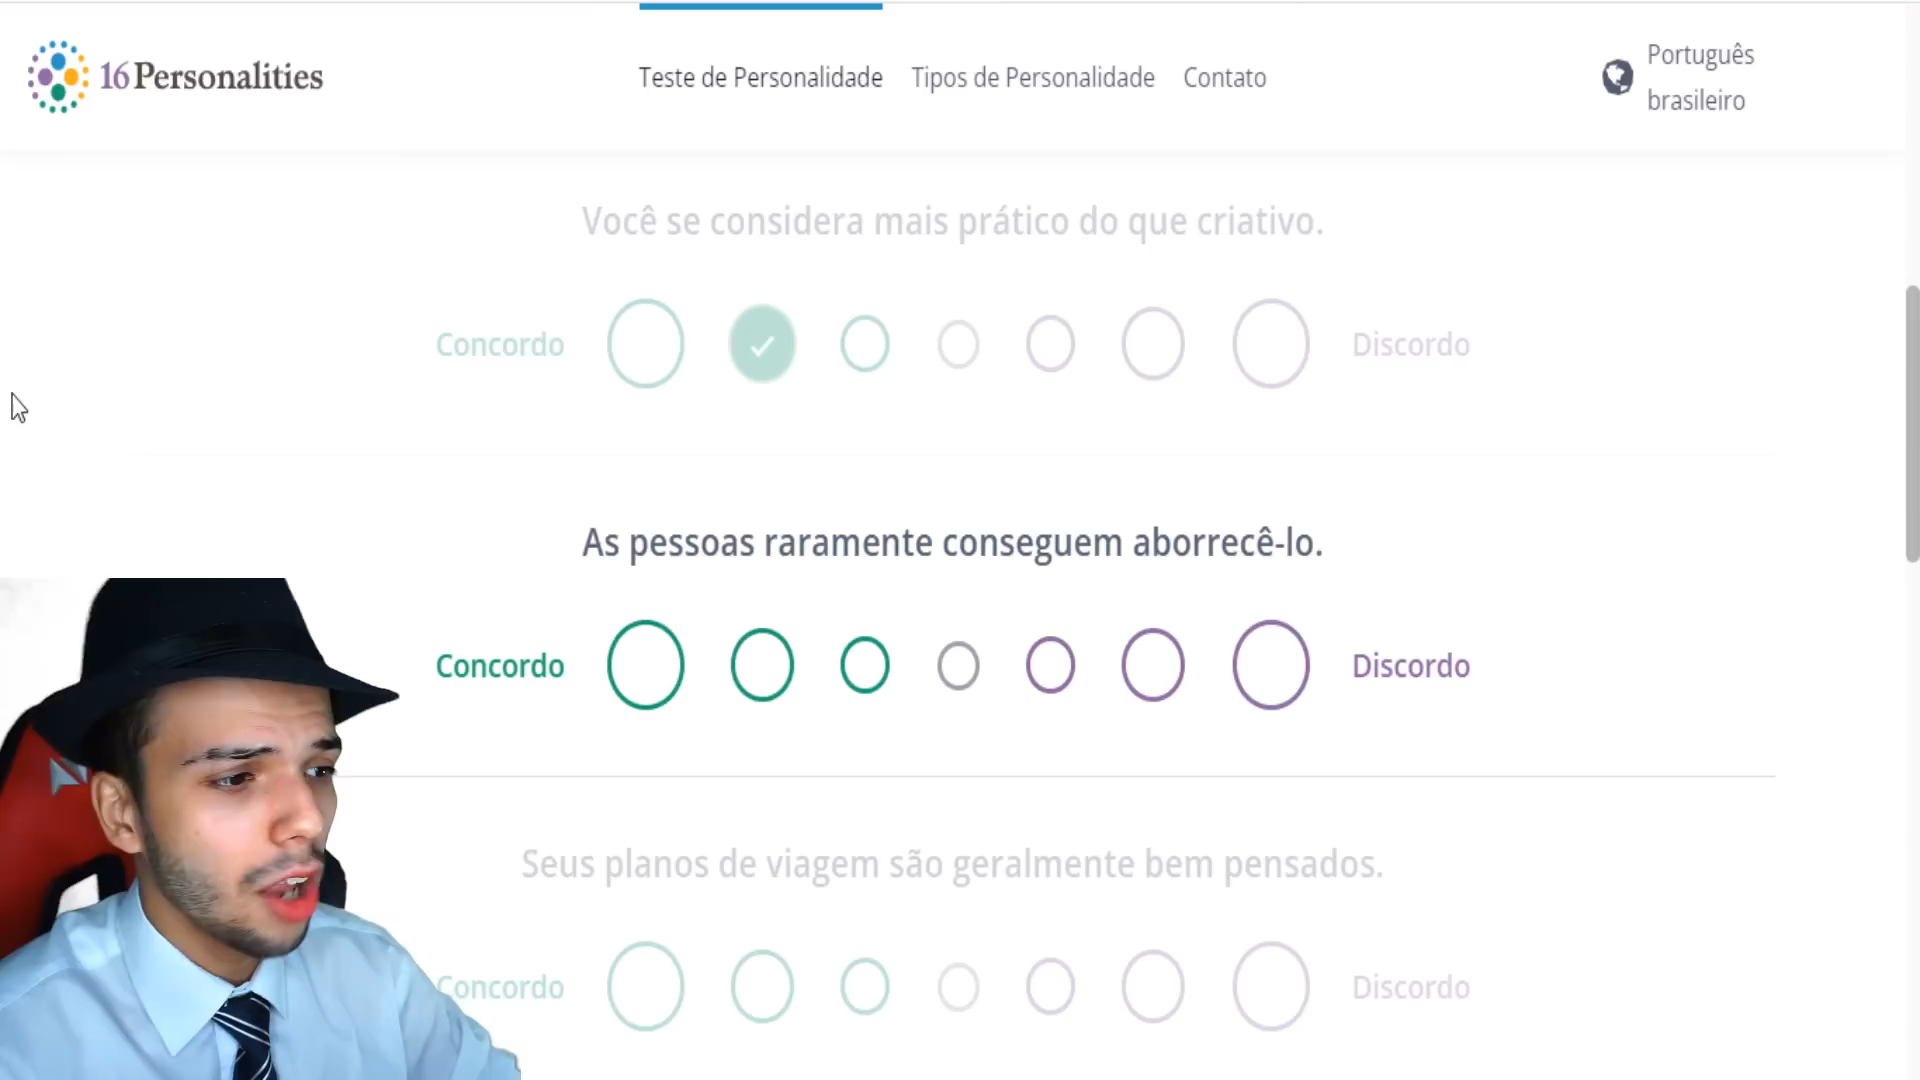 16Personalities
Teste de Personalidade
Tipos de Personalidade
Contato
Português
brasileiro
Você se considera mais prático do que criativo.
Concordo
Discordo
As pessoas raramente conseguem aborrecê-lo.
Concordo
Discordo
Seus planos de viagem são geralmente bem pensados.
Concordo
Discordo